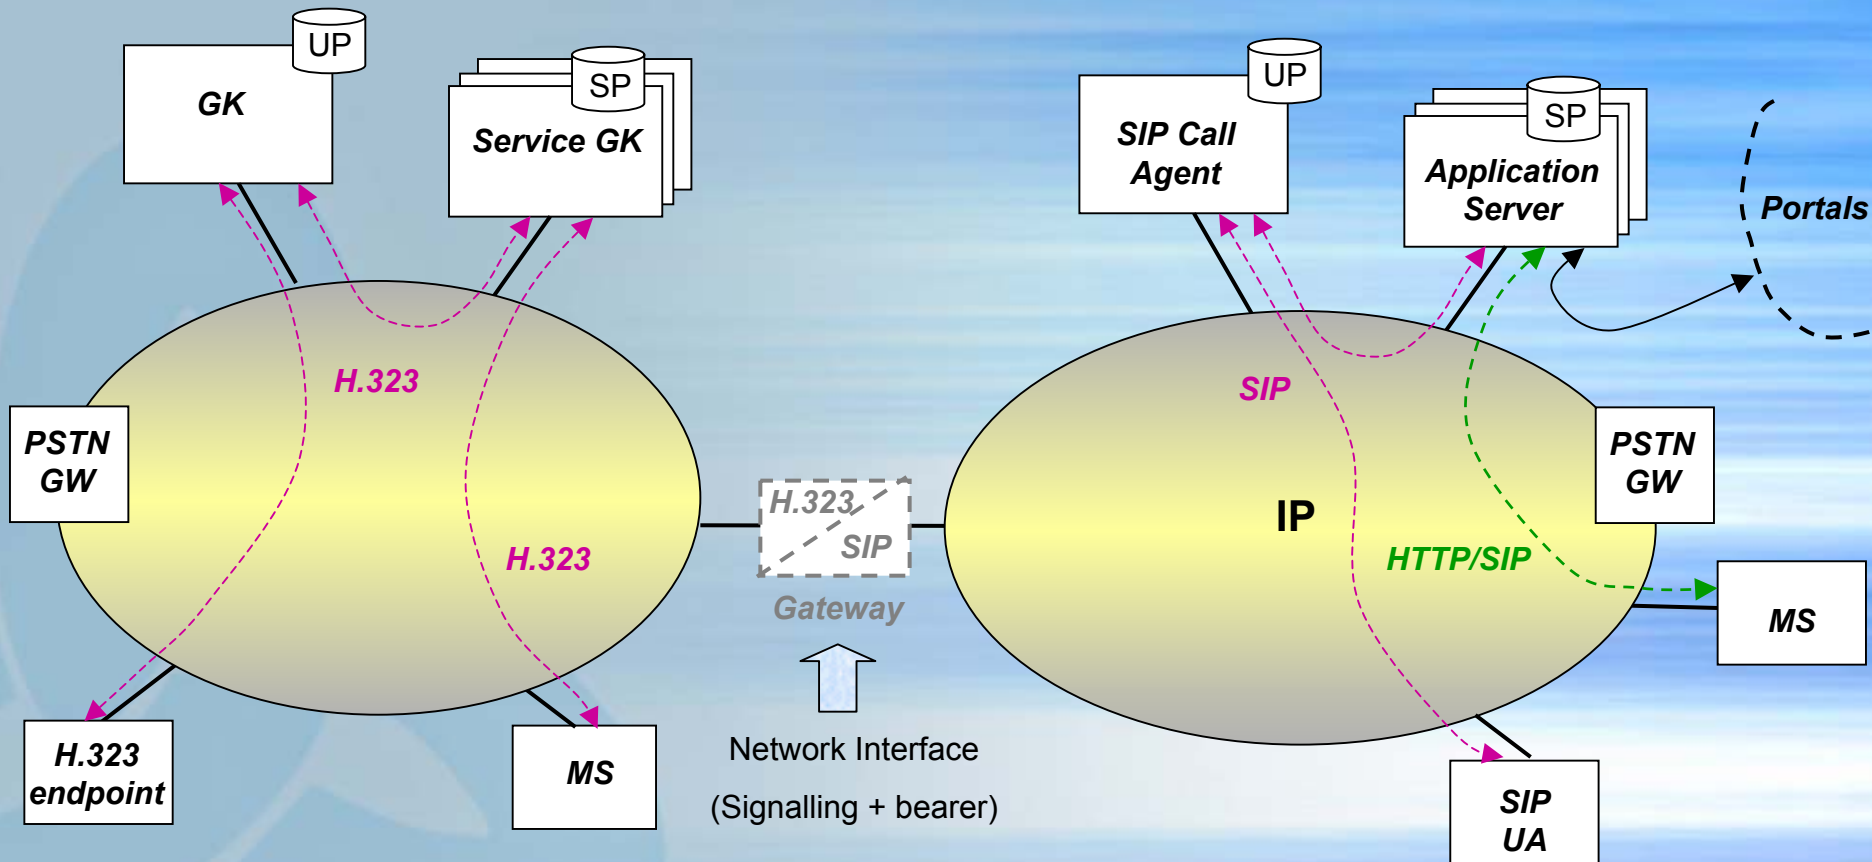 UP
GK
SP
Service GK
H.323
PSTN
GW
H.323
H.323
endpoint
MS
H.323
SIP
Gateway
Network Interface
(Signalling + bearer)
UP
SIP Call
Agent
SP
Application
Server
Portals
SIP
IP
HTTP/SIP
PSTN
GW
MS
SIP
UA